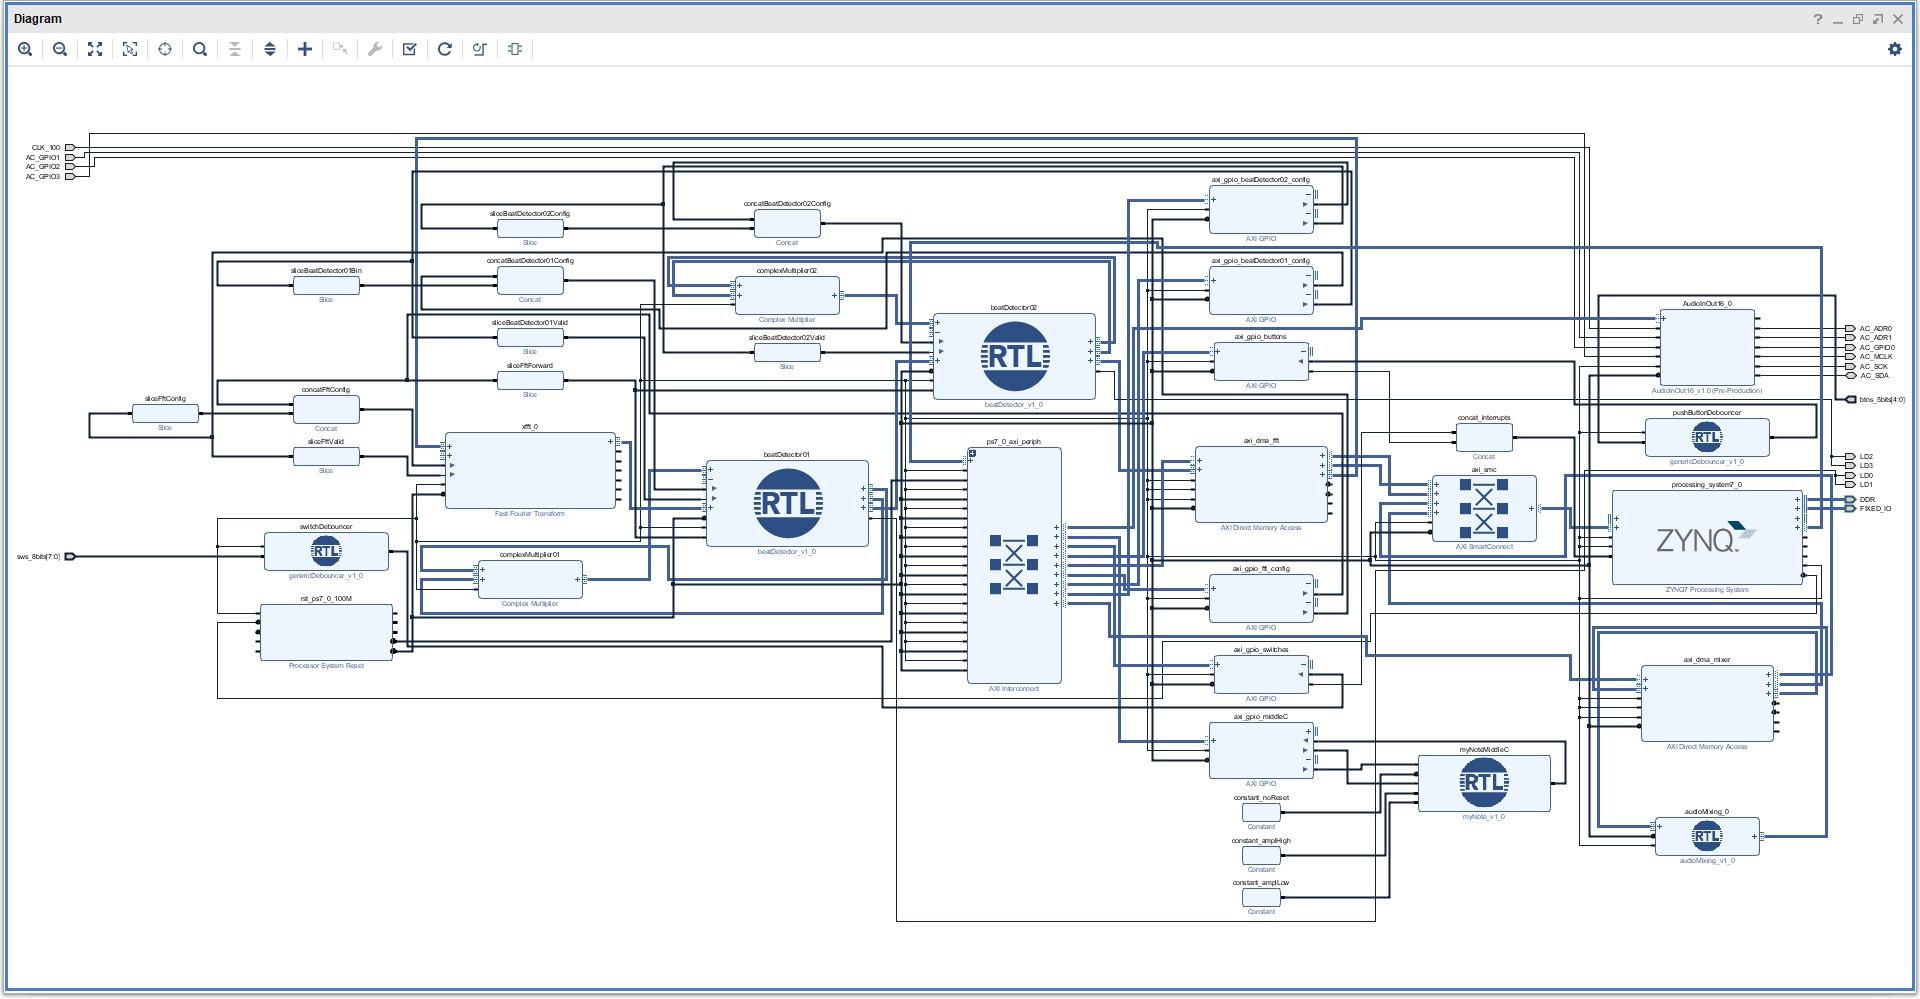 Diagram
CLK_100
AC_GPIO1
AC_GPIO2
AC_GPIO3
axi_gpio_beatDetector02_config
AXI GPIO
sliceBeatDetector02Config
Slice
concatBeatDetector02Config
Concat
sliceBeatDetector01Bin
Slice
concatBeatDetector01Config
Concat
complexMultiplier02
Complex Multiplier
axi_gpio_beatDetector01_config
AXI GPIO
sliceBeatDetector01Valid
Slice
sliceBeatDetector02Valid
Slice
beatDetector02
RTL
beatDetector_v1_0
axi_gpio_buttons
AXI GPIO
AudioInOut16_0
AudioInOut16_v1.0 (Pre-Production)
AC_ADR0
AC_ADR1
AC_GPIO0
AC_MCLK
AC_SCK
AC_SDA
btns_5bits[4:0]
sliceFftForward
Slice
sliceFftConfig
Slice
concatFftConfig
Concat
sliceFftValid
Slice
xfft_0
Fast Fourier Transform
beatDetector01
RTL
beatDetector_v1_0
ps7_0_axi_periph
AXI Interconnect
axi_dma_fft
AXI Direct Memory Access
concat_interrupts
Concat
axi_smc
AXI SmartConnect
pushButtonDebouncer
RTL
genericDebouncer_v1_0
LD2
LD3
LD0
LD1
DDR
FIXED_IO
processing_system7_0
ZYNQ
ZYNQ7 Processing System
sws_8bits[7:0]
switchDebouncer
RTL
genericDebouncer_v1_0
complexMultiplier01
Complex Multiplier
rst_ps7_0_100M
Processor System Reset
axi_gpio_fft_config
AXI GPIO
axi_gpio_switches
AXI GPIO
axi_dma_mixer
AXI Direct Memory Access
axi_gpio_middleC
AXI GPIO
myNoteMiddleC
RTL
myNote_v1_0
constant_noReset
Constant
constant_amplHigh
Constant
constant_amplLow
Constant
audioMixing_0
RTL
audioMixing_v1_0